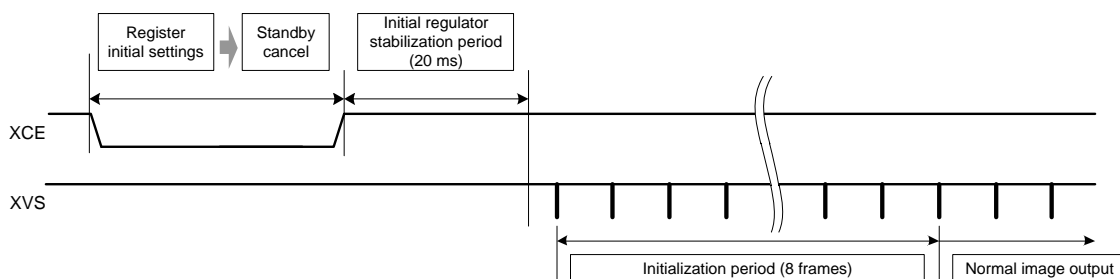 Register
initial settings
Standby
cancel
Initial regulator
stabilization period
(20 ms)
XCE
XVS
Initialization period (8 frames)
Normal image output